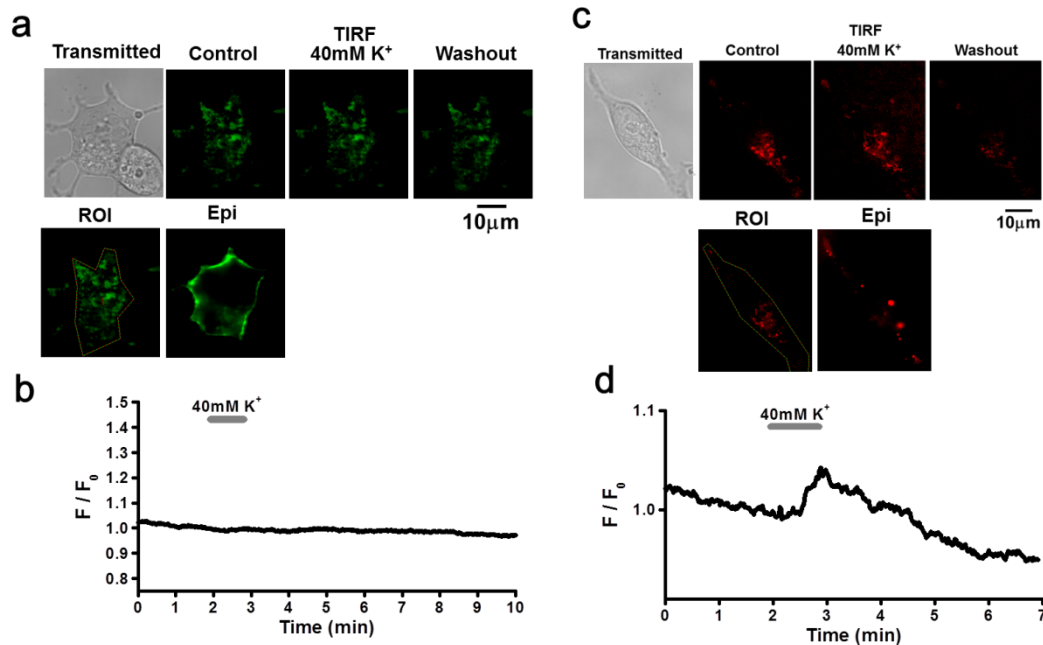 a
TIRF
Transmitted Control 40mM K⁺ Washout
10μm
ROI Epi
b
40mM K⁺
F / F₀
1.5
1.4
1.3
1.2
1.1
1.0
0.9
0.8
0 1 2 3 4 5 6 7 8 9 10
Time (min)
c
TIRF
Transmitted Control 40mM K⁺ Washout
10μm
ROI Epi
d
40mM K⁺
F / F₀
1.1
1.0
0 1 2 3 4 5 6 7
Time (min)